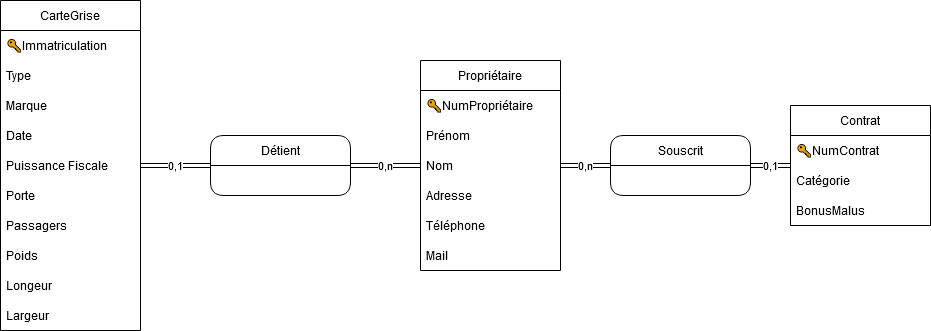 CarteGrise
Immatriculation
Type
Marque
Date
Puissance Fiscale
Porte
Passagers
Poids
Longeur
Largeur
0,1
Détient
0,n
Propriétaire
NumPropriétaire
Prénom
Nom
Adresse
Téléphone
Mail
0,n
Souscrit
0,1
Contrat
NumContrat
Catégorie
BonusMalus